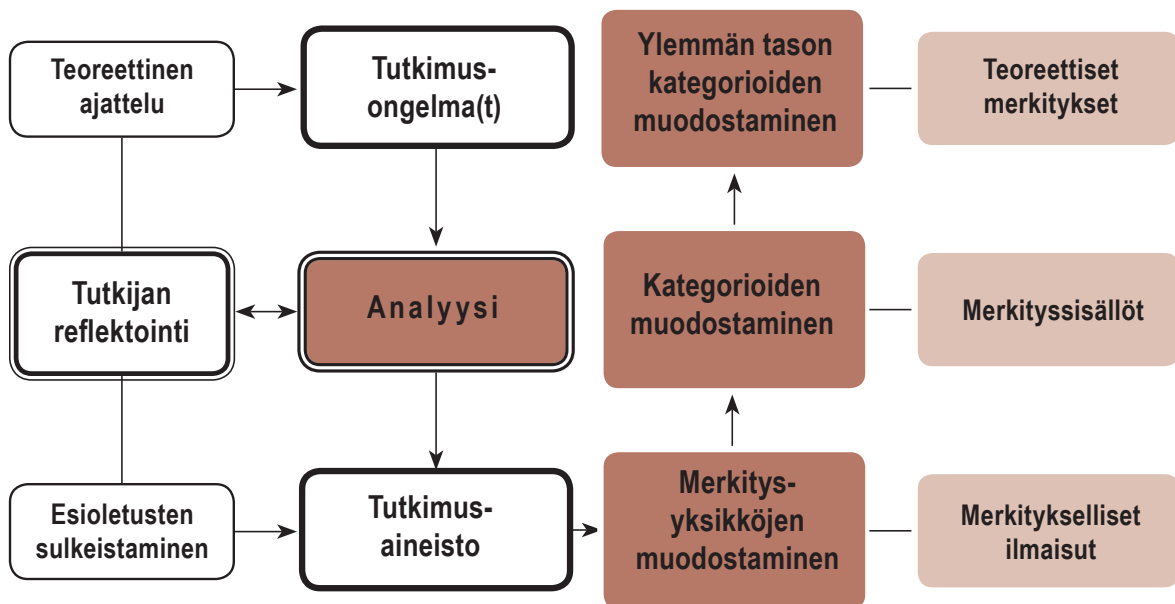 Teoreettinen
ajattelu
Tutkimus-
ongelma(t)
Ylemmän tason
kategorioiden
muodostaminen
Teoreettiset
merkitykset
Tutkijan
reflektointi
Analyysi
Kategorioiden
muodostaminen
Merkityssisällöt
Esioletusten
sulkeistaminen
Tutkimus-
aineisto
Merkitys-
yksikköjen
muodostaminen
Merkitykselliset
ilmaisut